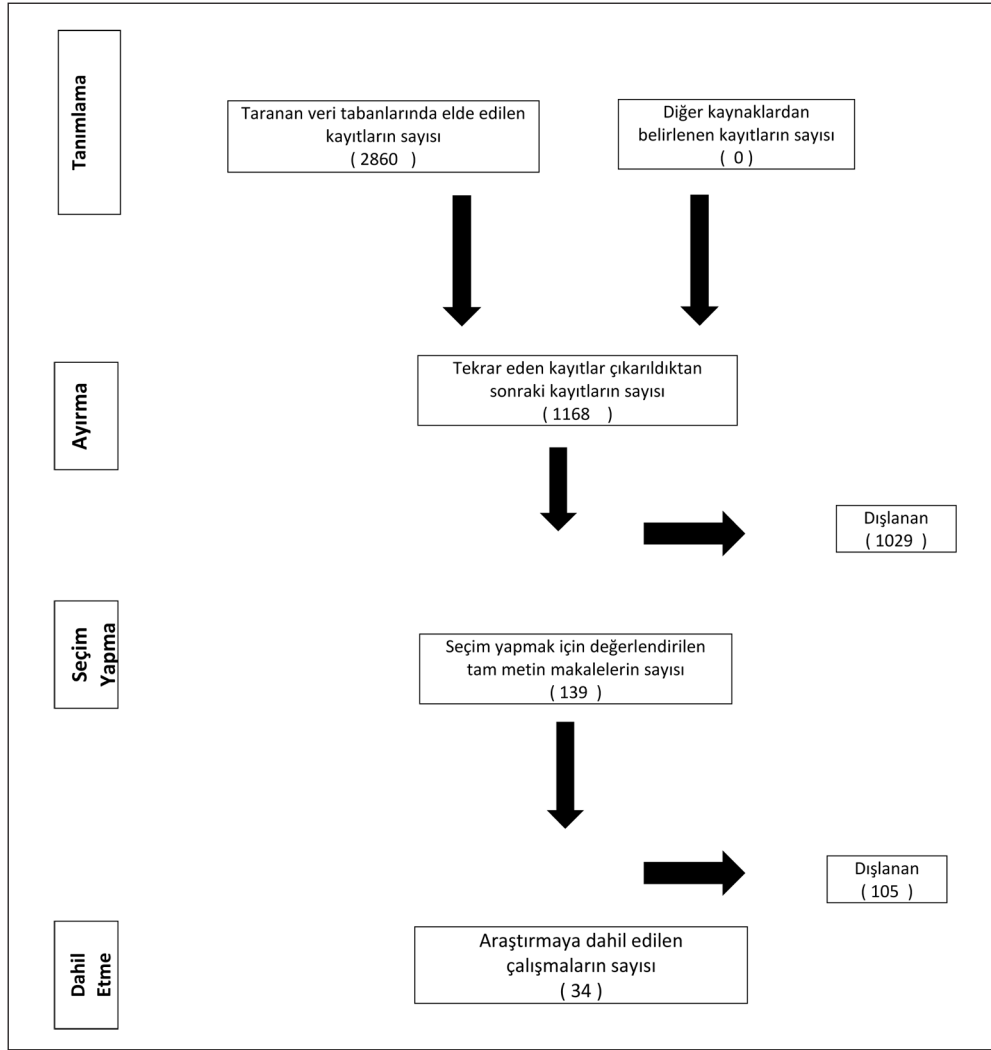 Tanımlama
Taranan veri tabanlarında elde edilen
kayıtların sayısı
( 2860 )
Diğer kaynaklardan
belirlenen kayıtların sayısı
( 0 )
Ayırma
Tekrar eden kayıtlar çıkarıldıktan
sonraki kayıtların sayısı
( 1168 )
Dışlanan
( 1029 )
Seçim
Yapma
Seçim yapmak için değerlendirilen
tam metin makalelerin sayısı
( 139 )
Dışlanan
( 105 )
Dahil
Etme
Araştırmaya dahil edilen
çalışmaların sayısı
( 34 )